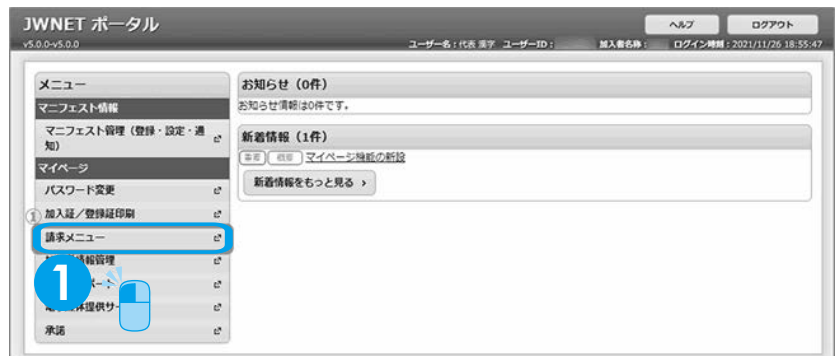 JWNET ポータル
ヘルプ
ログアウト
v5.0.0-v5.0.0
ユーザー名：代表 漢字 ユーザーID：
加入者名称：
ログイン時刻：2021/11/26 18:55:47
メニュー
マニフェスト情報
マニフェスト管理（登録・設定・通
知）
マイページ
パスワード変更
① 加入証／登録証印刷
請求メニュー
情報管理
1
承諾
お知らせ（0件）
お知らせ情報は0件です。
新着情報（1件）
マイページ機能の新設
新着情報をもっと見る ›